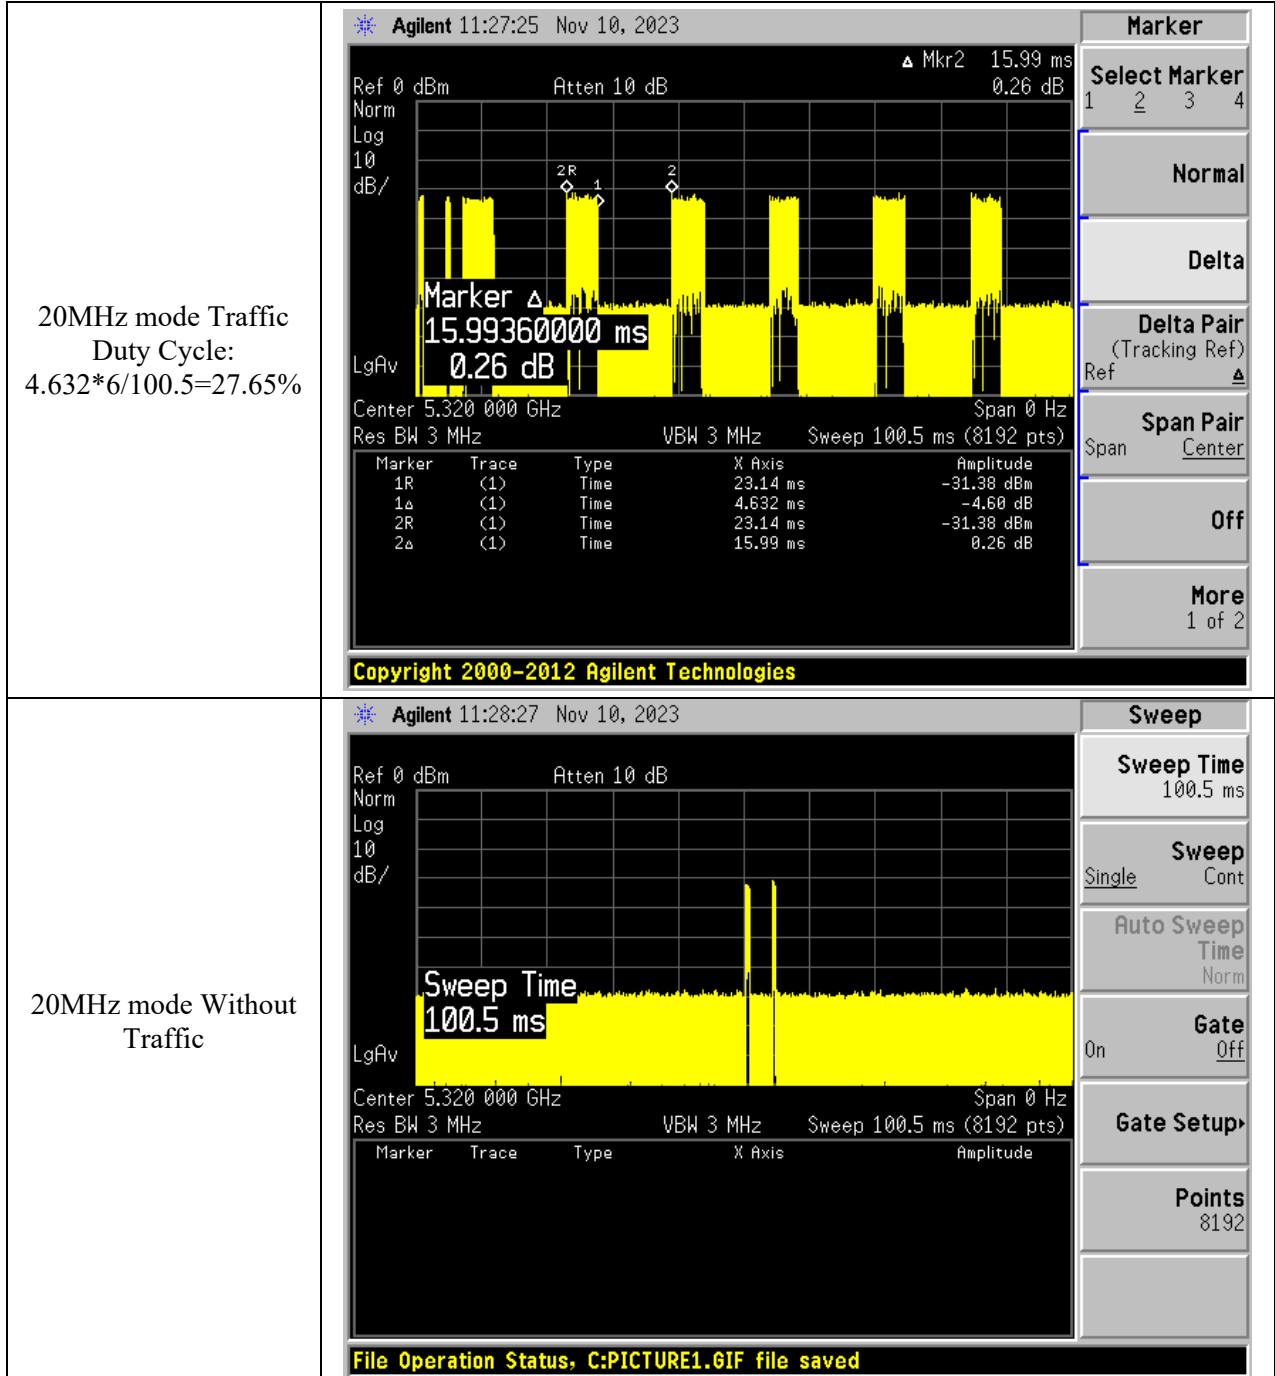 20MHz mode Traffic
Duty Cycle:
4.632*6/100.5=27.65%
Agilent 11:27:25 Nov 10, 2023
Δ Mkr2 15.99 ms
Ref 0 dBm Atten 10 dB 0.26 dB
Norm
Log
10
dB/
2R
1
2
Marker Δ
15.99360000 ms
0.26 dB
LgAv
Center 5.320 000 GHz Span 0 Hz
Res BW 3 MHz VBW 3 MHz Sweep 100.5 ms (8192 pts)
Marker Trace Type X Axis Amplitude
1R (1) Time 23.14 ms -31.38 dBm
1Δ (1) Time 4.632 ms -4.60 dB
2R (1) Time 23.14 ms -31.38 dBm
2Δ (1) Time 15.99 ms 0.26 dB
Copyright 2000-2012 Agilent Technologies
Marker
Select Marker
1 2 3 4
Normal
Delta
Delta Pair
(Tracking Ref)
Ref Δ
Span Pair
Span Center
Off
More
1 of 2
20MHz mode Without
Traffic
Agilent 11:28:27 Nov 10, 2023
Ref 0 dBm Atten 10 dB
Norm
Log
10
dB/
Sweep Time
100.5 ms
LgAv
Center 5.320 000 GHz Span 0 Hz
Res BW 3 MHz VBW 3 MHz Sweep 100.5 ms (8192 pts)
Marker Trace Type X Axis Amplitude
File Operation Status, C:PICTURE1.GIF file saved
Sweep
Sweep Time
100.5 ms
Sweep
Single Cont
Auto Sweep
Time
Norm
Gate
On Off
Gate Setup▸
Points
8192